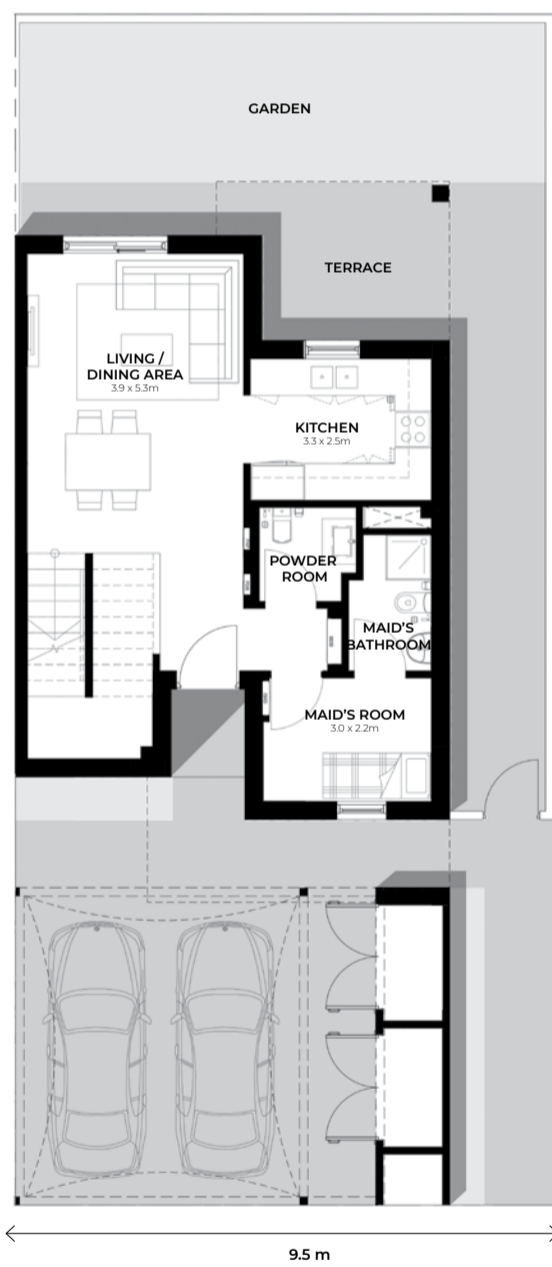 GARDEN
TERRACE
LIVING /
DINING AREA
3.9 x 5.3m
KITCHEN
3.3 x 2.5m
POWDER
ROOM
MAID'S
BATHROOM
MAID'S ROOM
3.0 x 2.2m
9.5 m